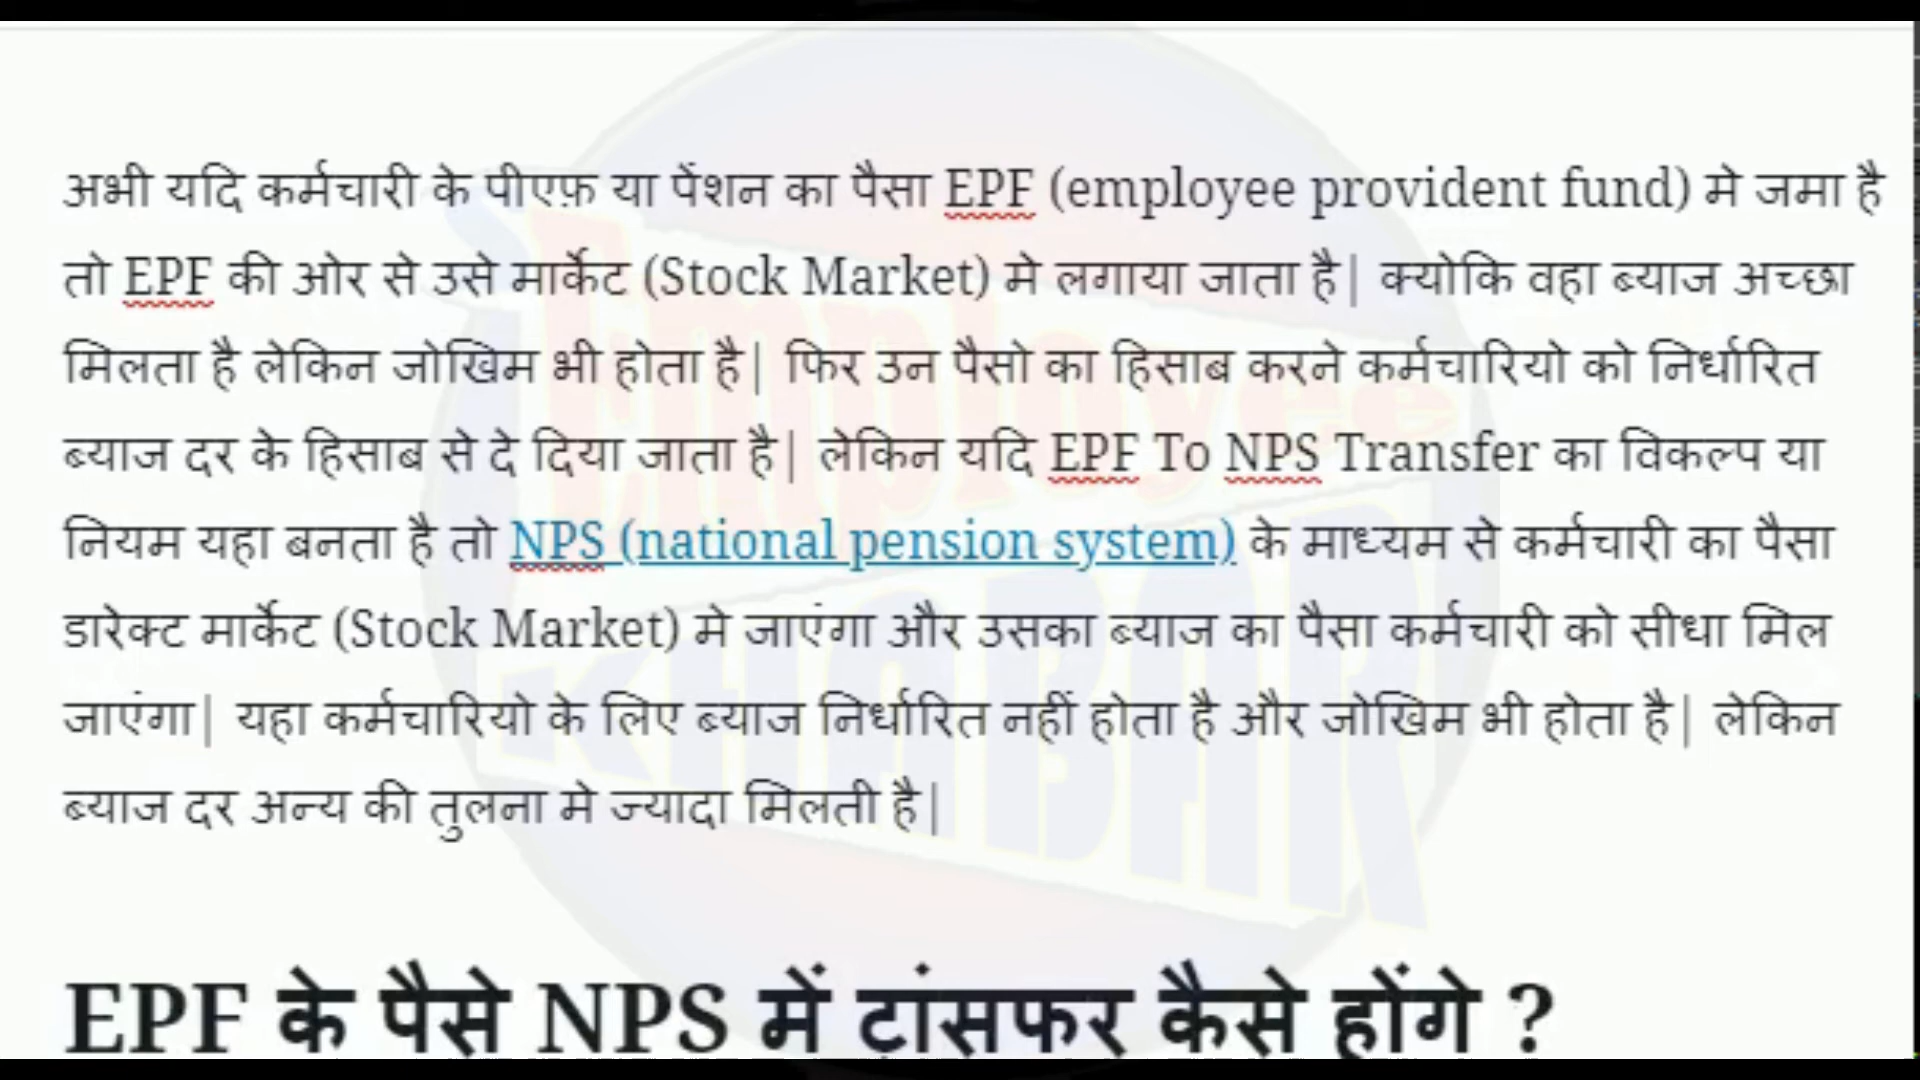 अभी यदि कर्मचारी के पीएफ़ या पेंशन का पैसा EPF (employee provident fund) मे जमा है
तो EPF की ओर से उसे मार्केट (Stock Market) मे लगाया जाता है| क्योकि वहा ब्याज अच्छा
मिलता है लेकिन जोखिम भी होता है| फिर उन पैसो का हिसाब करने कर्मचारियो को निर्धारित
ब्याज दर के हिसाब से दे दिया जाता है| लेकिन यदि EPF To NPS Transfer का विकल्प या
नियम यहा बनता है तो NPS (national pension system) के माध्यम से कर्मचारी का पैसा
डारेक्ट मार्केट (Stock Market) मे जाएंगा और उसका ब्याज का पैसा कर्मचारी को सीधा मिल
जाएंगा| यहा कर्मचारियो के लिए ब्याज निर्धारित नहीं होता है और जोखिम भी होता है| लेकिन
ब्याज दर अन्य की तुलना मे ज्यादा मिलती है|
EPF के पैसे NPS में ट्रांसफर कैसे होंगे ?
Employee
KHABAR